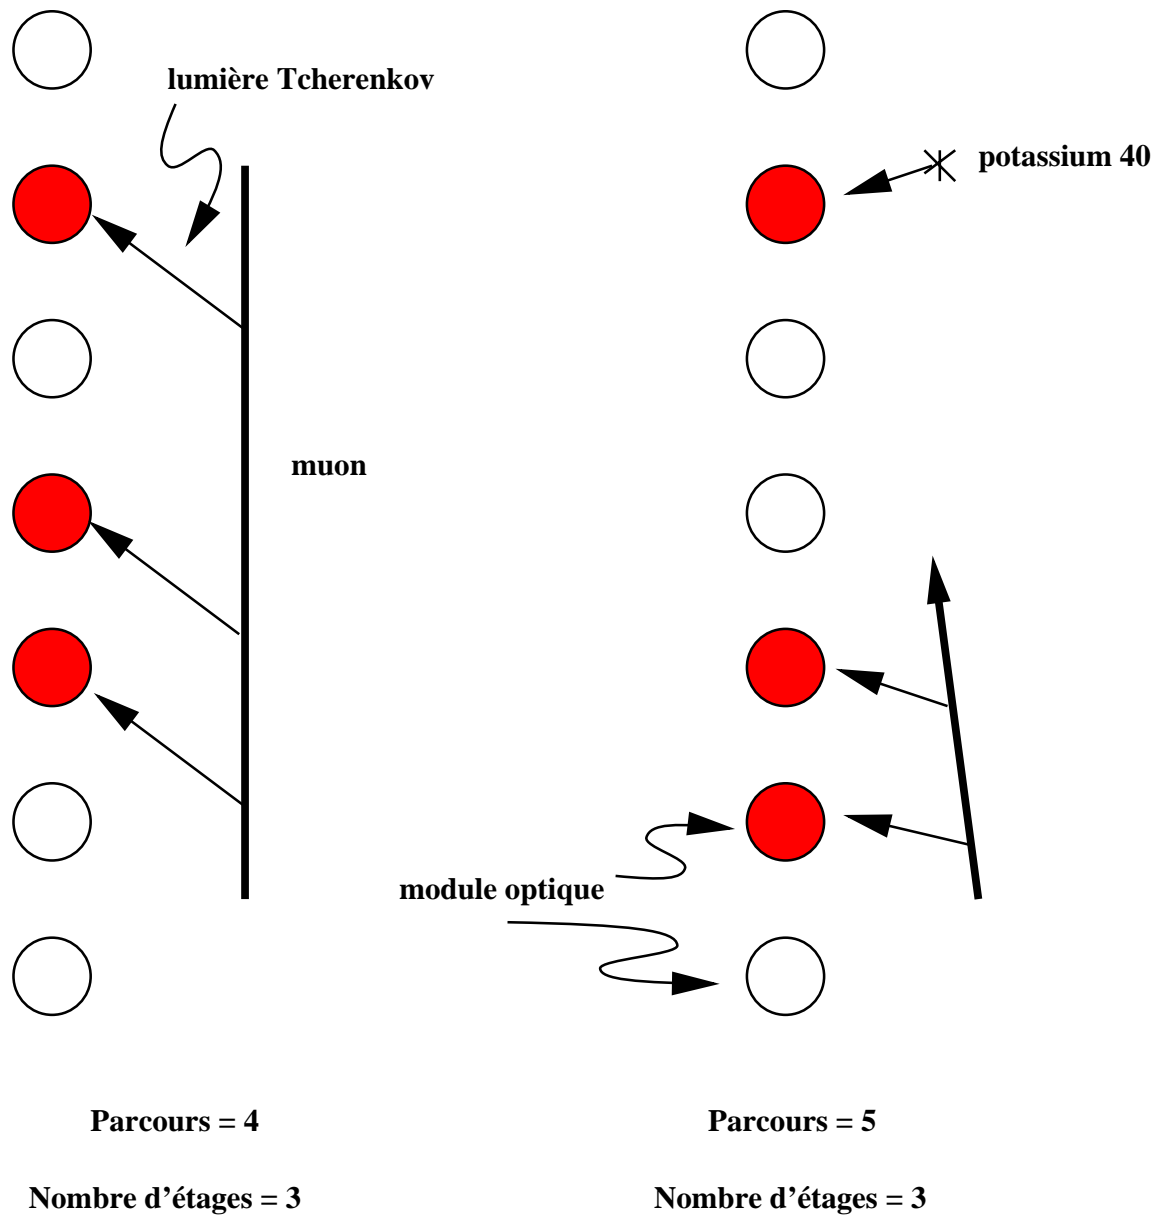 lumière Tcherenkov
potassium 40
muon
module optique
Parcours = 4
Parcours = 5
Nombre d'étages = 3
Nombre d'étages = 3